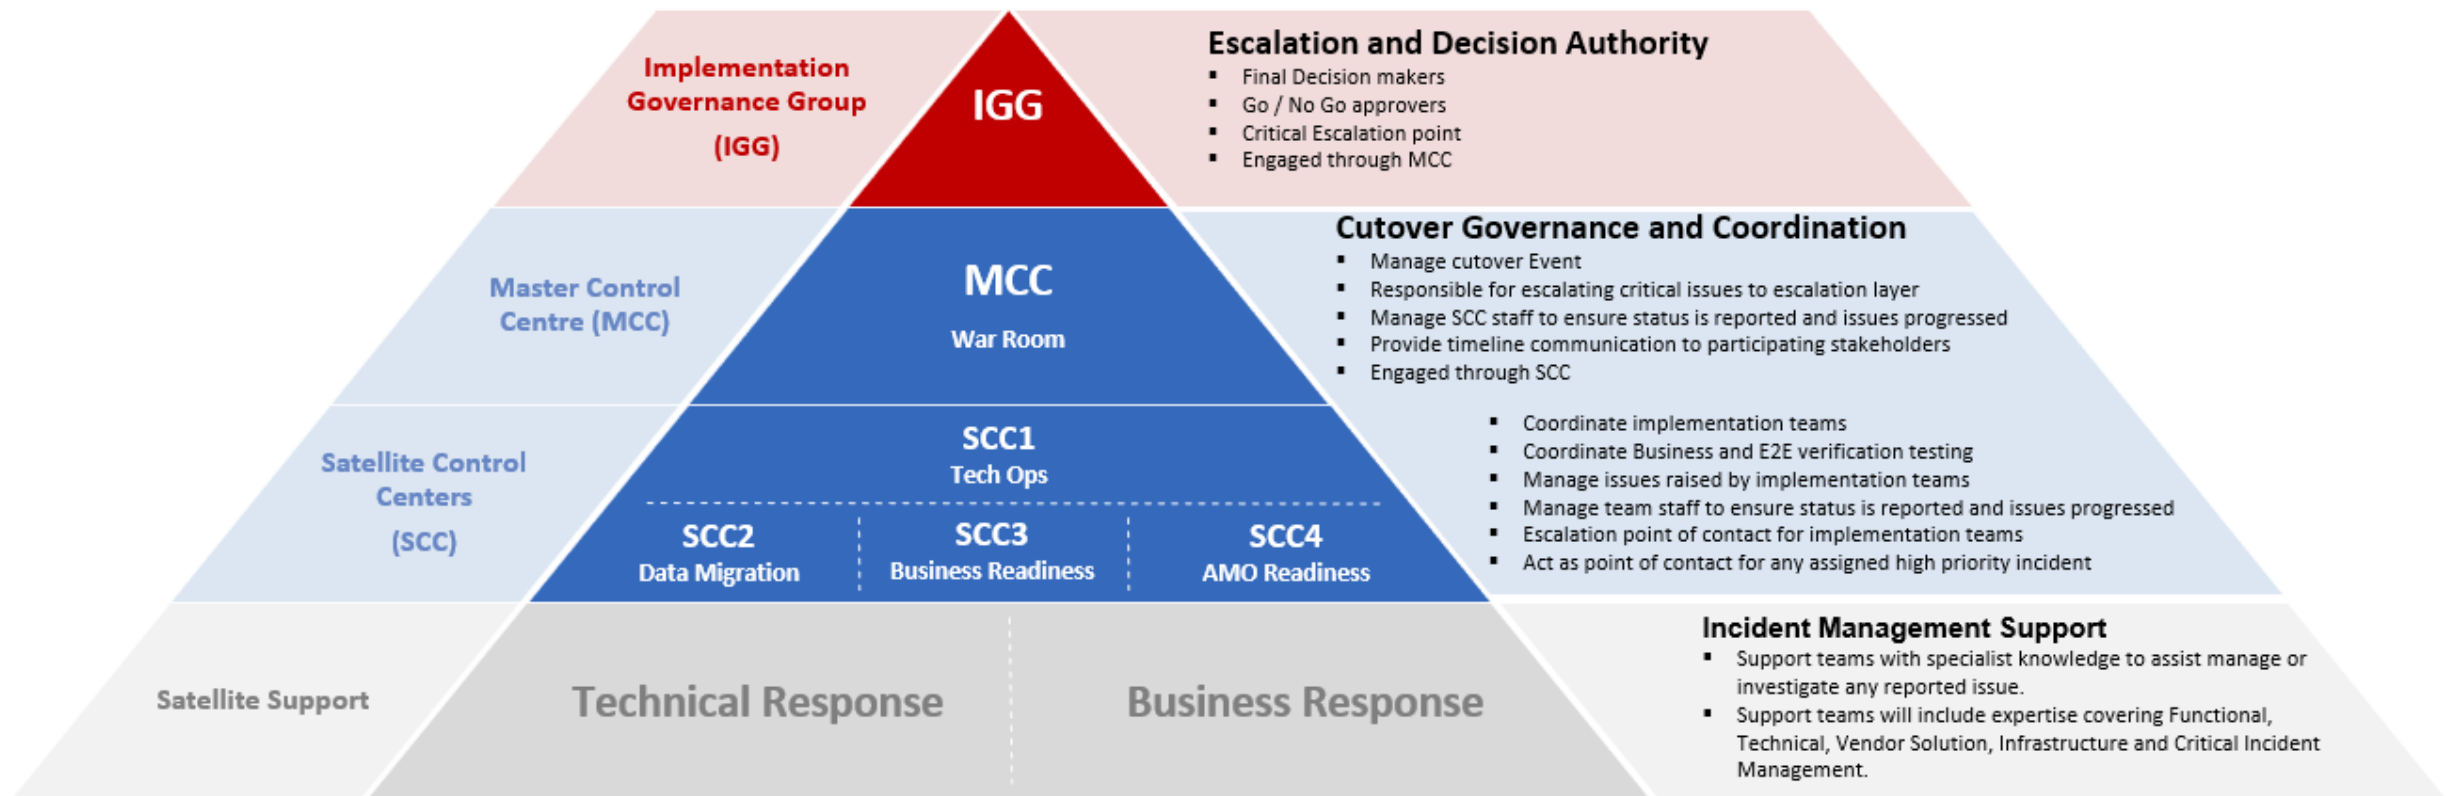 Implementation
Governance Group
(IGG)
IGG
Escalation and Decision Authority
▪ Final Decision makers
▪ Go / No Go approvers
▪ Critical Escalation point
▪ Engaged through MCC
Master Control
Centre (MCC)
MCC
War Room
Cutover Governance and Coordination
▪ Manage cutover Event
▪ Responsible for escalating critical issues to escalation layer
▪ Manage SCC staff to ensure status is reported and issues progressed
▪ Provide timeline communication to participating stakeholders
▪ Engaged through SCC
Satellite Control
Centers
(SCC)
SCC1
Tech Ops
SCC2
Data Migration
SCC3
Business Readiness
SCC4
AMO Readiness
▪ Coordinate implementation teams
▪ Coordinate Business and E2E verification testing
▪ Manage issues raised by implementation teams
▪ Manage team staff to ensure status is reported and issues progressed
▪ Escalation point of contact for implementation teams
▪ Act as point of contact for any assigned high priority incident
Satellite Support
Technical Response
Business Response
Incident Management Support
▪ Support teams with specialist knowledge to assist manage or
investigate any reported issue.
▪ Support teams will include expertise covering Functional,
Technical, Vendor Solution, Infrastructure and Critical Incident
Management.